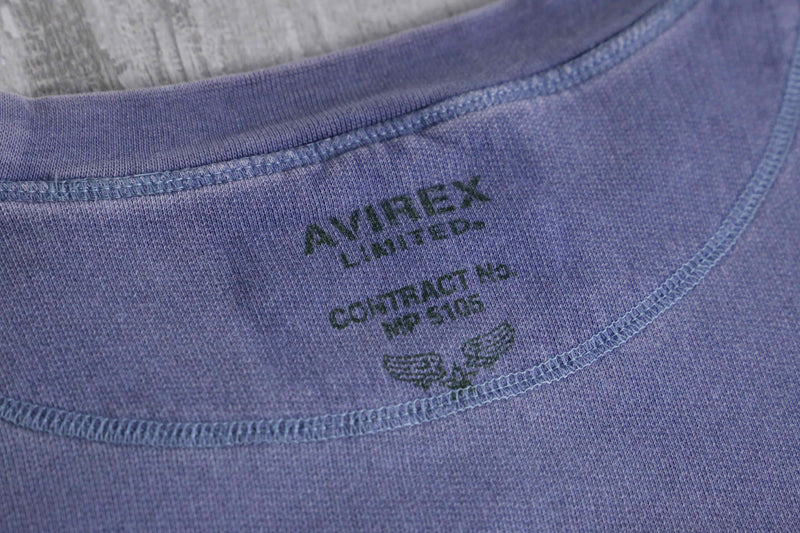 AVIREX
LIMITED®
CONTRACT No.
MP 5105